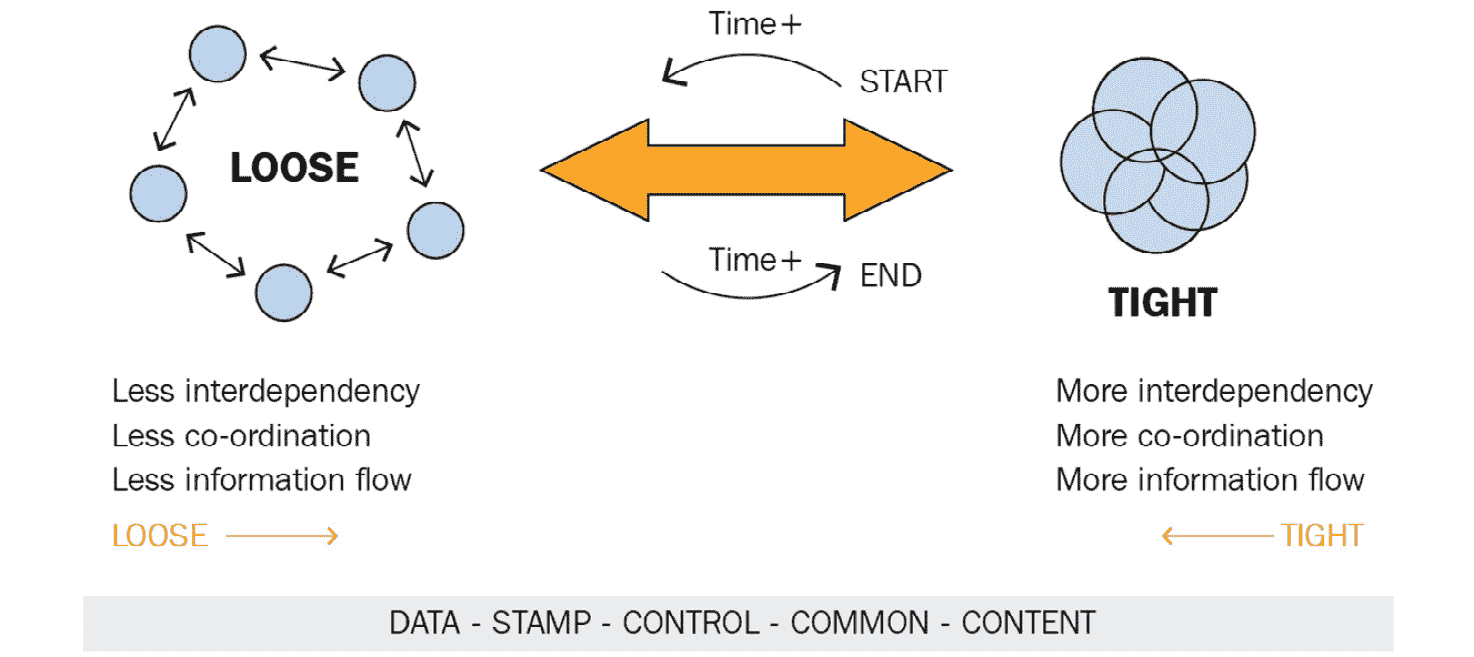 Time+
START
LOOSE
Time+
END
TIGHT
Less interdependency
Less co-ordination
Less information flow
LOOSE
More interdependency
More co-ordination
More information flow
TIGHT
DATA - STAMP - CONTROL - COMMON - CONTENT